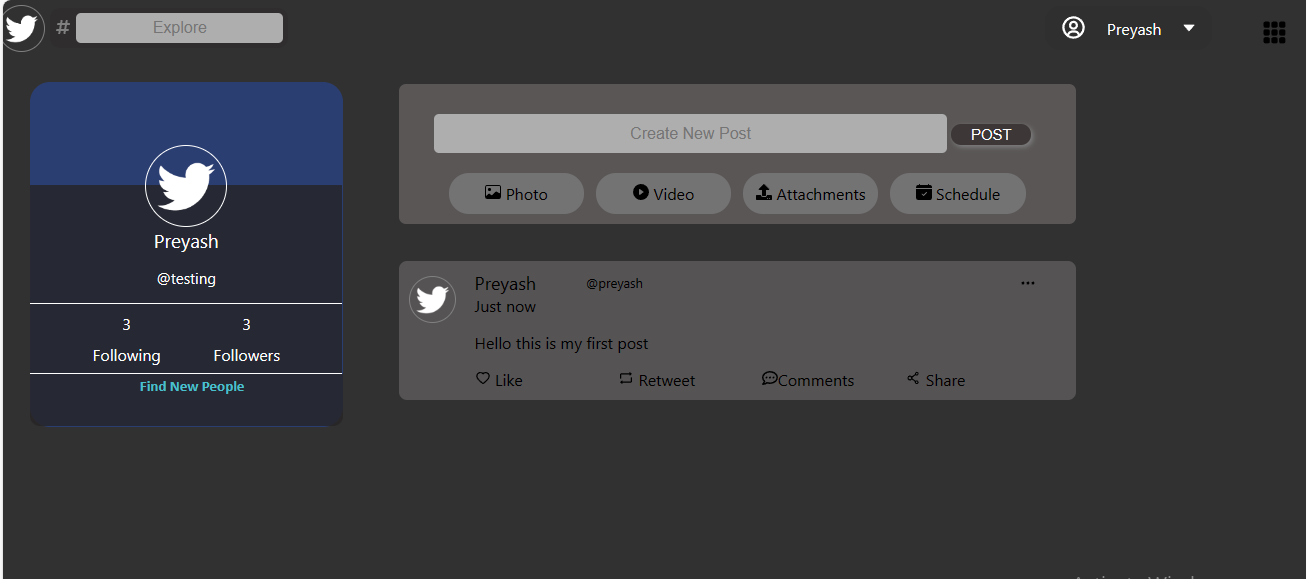 # Explore
Preyash
Create New Post
POST
Photo Video Attachments Schedule
Preyash
@testing
3 3
Following Followers
Find New People
Preyash @preyash
Just now
Hello this is my first post
Like Retweet Comments Share